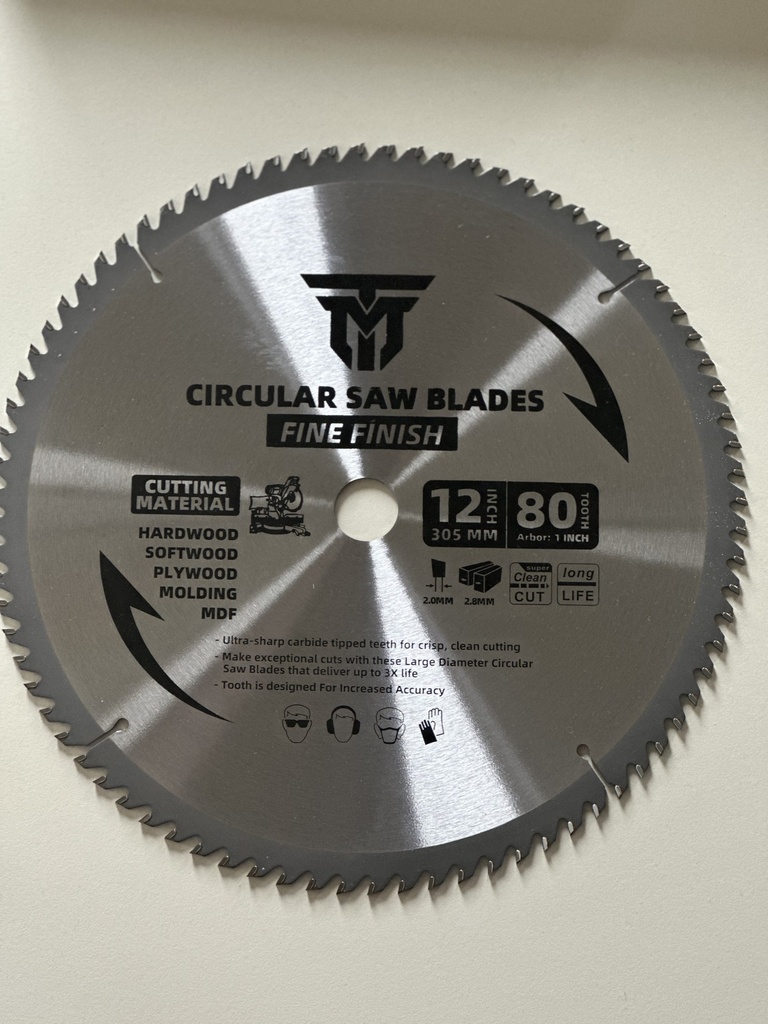 TM
CIRCULAR SAW BLADES
FINE FINISH
CUTTING
MATERIAL
HARDWOOD
SOFTWOOD
PLYWOOD
MOLDING
MDF
12 INCH
305 MM
80 TOOTH
Arbor: 1 INCH
2.0MM
2.8MM
super
Clean
CUT
long
LIFE
- Ultra-sharp carbide tipped teeth for crisp, clean cutting
- Make exceptional cuts with these Large Diameter Circular
Saw Blades that deliver up to 3X life
- Tooth is designed For Increased Accuracy